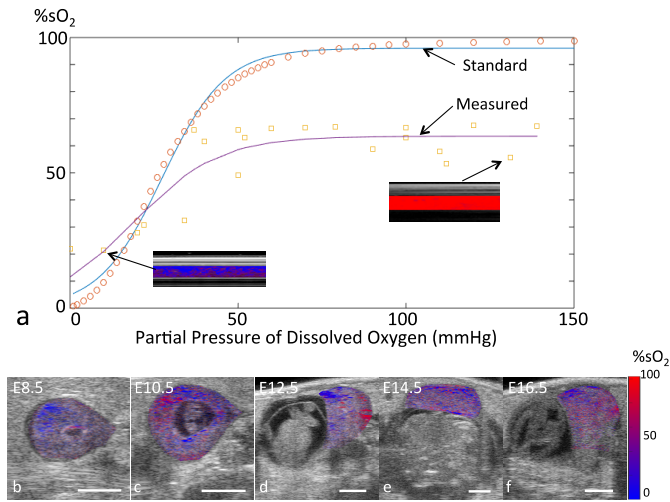 %sO2
100
Standard
Measured
50
0
0
50
100
150
a
Partial Pressure of Dissolved Oxygen (mmHg)
%sO2
E8.5
E10.5
E12.5
E14.5
E16.5
100
50
0
b
c
d
e
f